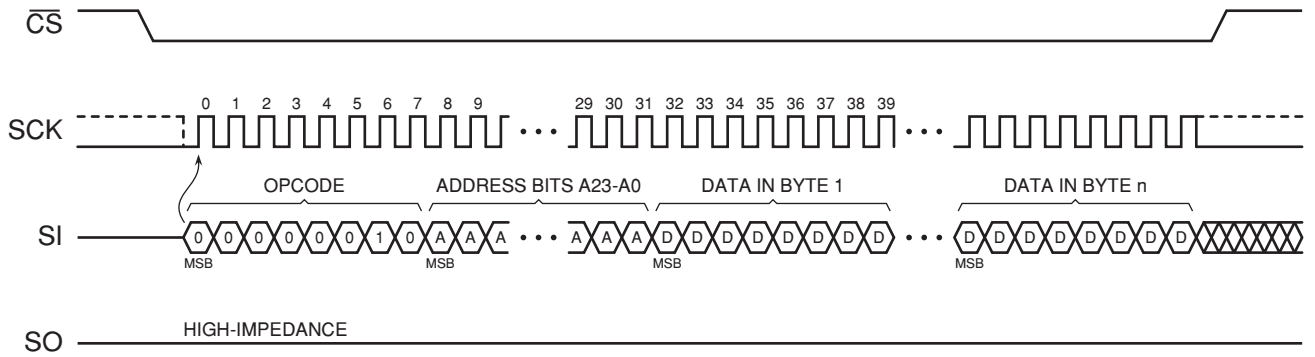 CS
0 1 2 3 4 5 6 7 8 9 29 30 31 32 33 34 35 36 37 38 39
SCK
OPCODE ADDRESS BITS A23-A0 DATA IN BYTE 1 DATA IN BYTE n
SI 0 0 0 0 0 0 1 0 A A A A A A D D D D D D D D D D D D D D D D
MSB MSB MSB MSB
HIGH-IMPEDANCE
SO